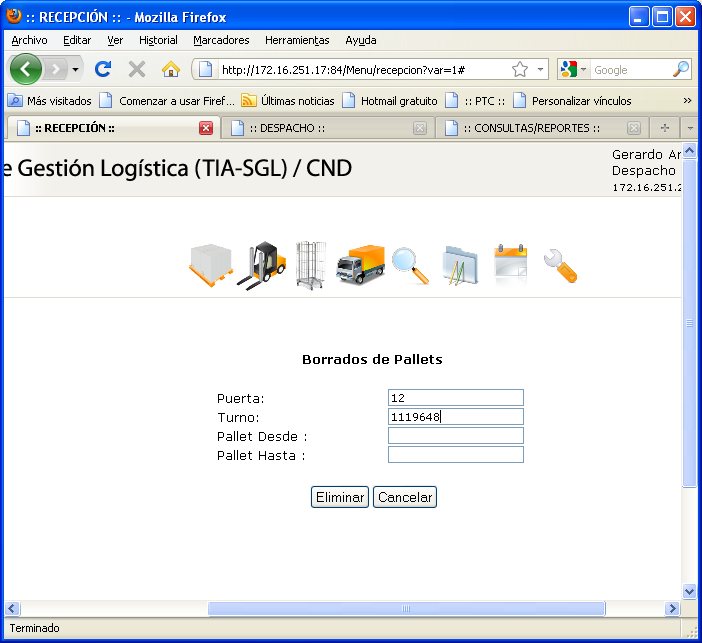 :: RECEPCIÓN :: - Mozilla Firefox
Archivo Editar Ver Historial Marcadores Herramientas Ayuda
http://172.16.251.17:84/Menu/recepcion?var=1# Google
Más visitados Comenzar a usar Firef... Últimas noticias Hotmail gratuito :: PTC :: Personalizar vínculos »
:: RECEPCIÓN :: :: DESPACHO :: :: CONSULTAS/REPORTES ::
e Gestión Logística (TIA-SGL) / CND
Gerardo Ar
Despacho
172.16.251.2
Borrados de Pallets
Puerta: 12
Turno: 1119648
Pallet Desde :
Pallet Hasta :
Eliminar Cancelar
Terminado